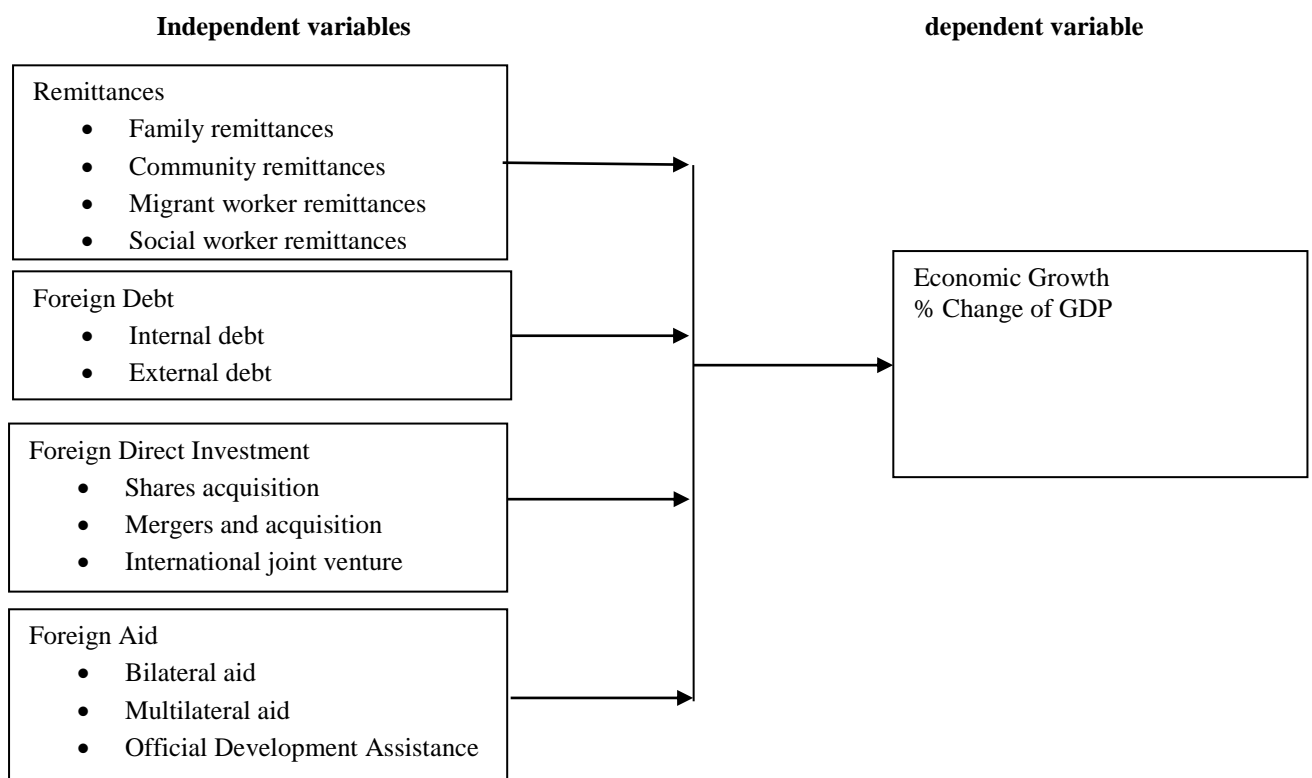 Independent variables
dependent variable
Remittances
• Family remittances
• Community remittances
• Migrant worker remittances
• Social worker remittances
Foreign Debt
• Internal debt
• External debt
Foreign Direct Investment
• Shares acquisition
• Mergers and acquisition
• International joint venture
Foreign Aid
• Bilateral aid
• Multilateral aid
• Official Development Assistance
Economic Growth
% Change of GDP